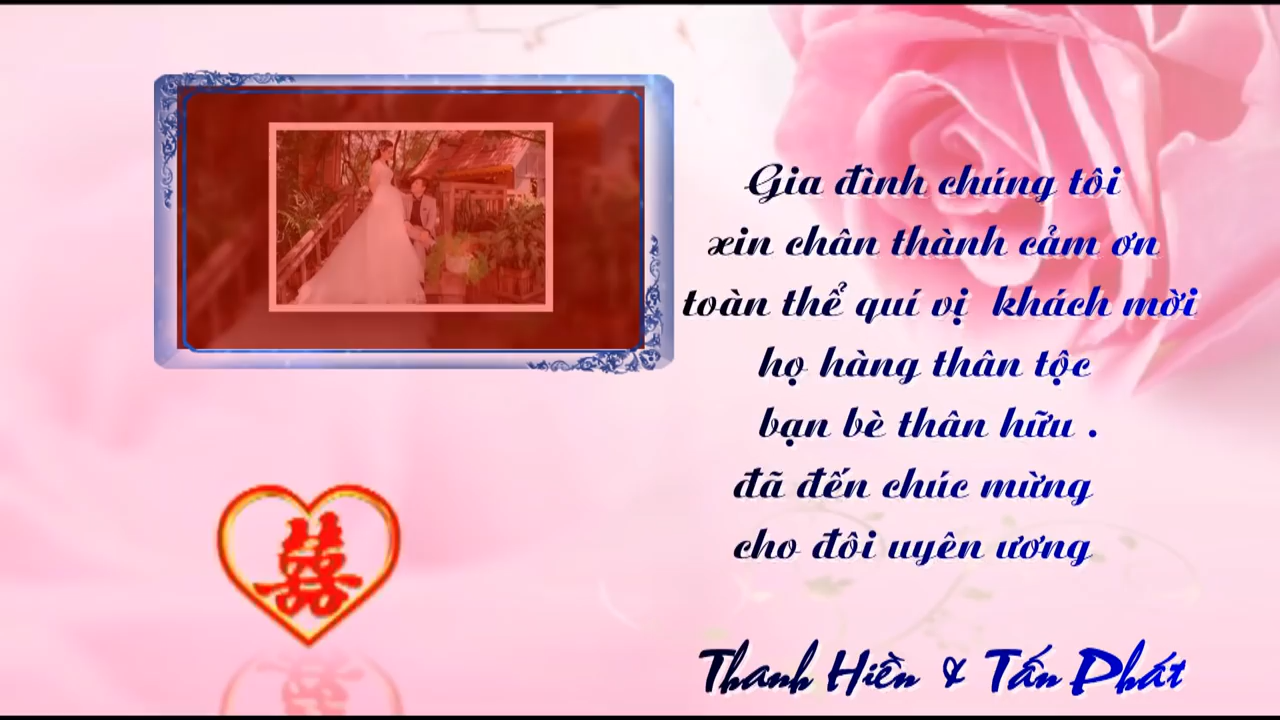 Gia đình chúng tôi
xin chân thành cảm ơn
toàn thể quí vị khách mời
họ hàng thân tộc
bạn bè thân hữu .
đã đến chúc mừng
cho đôi uyên ương
囍
Thanh Hiền & Tấn Phát